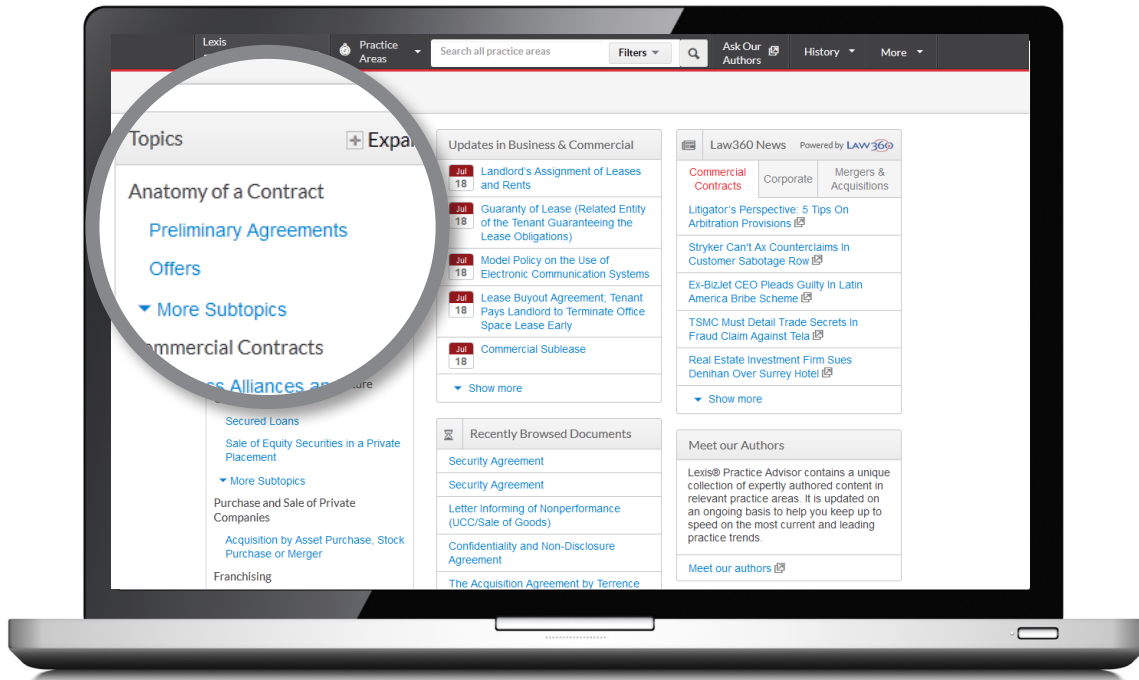 Lexis
Practice
Areas
Search all practice areas
Filters
Ask Our
Authors
History
More
Topics
Anatomy of a Contract
Preliminary Agreements
Offers
More Subtopics
Commercial Contracts
Alliances
Secured Loans
Sale of Equity Securities in a Private
Placement
More Subtopics
Purchase and Sale of Private
Companies
Acquisition by Asset Purchase, Stock
Purchase or Merger
Franchising
Updates in Business & Commercial
Jul
18
Landlord's Assignment of Leases
and Rents
Jul
18
Guaranty of Lease (Related Entity
of the Tenant Guaranteeing the
Lease Obligations)
Jul
18
Model Policy on the Use of
Electronic Communication Systems
Jul
18
Lease Buyout Agreement; Tenant
Pays Landlord to Terminate Office
Space Lease Early
Jul
18
Commercial Sublease
Show more
Recently Browsed Documents
Security Agreement
Security Agreement
Letter Informing of Nonperformance
(UCC/Sale of Goods)
Confidentiality and Non-Disclosure
Agreement
The Acquisition Agreement by Terrence
Law360 News Powered by LAW360
Commercial
Contracts
Corporate
Mergers &
Acquisitions
Litigator's Perspective: 5 Tips On
Arbitration Provisions
Stryker Can't Ax Counterclaims In
Customer Sabotage Row
Ex-BizJet CEO Pleads Guilty In Latin
America Bribe Scheme
TSMC Must Detail Trade Secrets In
Fraud Claim Against Tela
Real Estate Investment Firm Sues
Denihan Over Surrey Hotel
Show more
Meet our Authors
Lexis® Practice Advisor contains a unique
collection of expertly authored content in
relevant practice areas. It is updated on
an ongoing basis to help you keep up to
speed on the most current and leading
practice trends.
Meet our authors